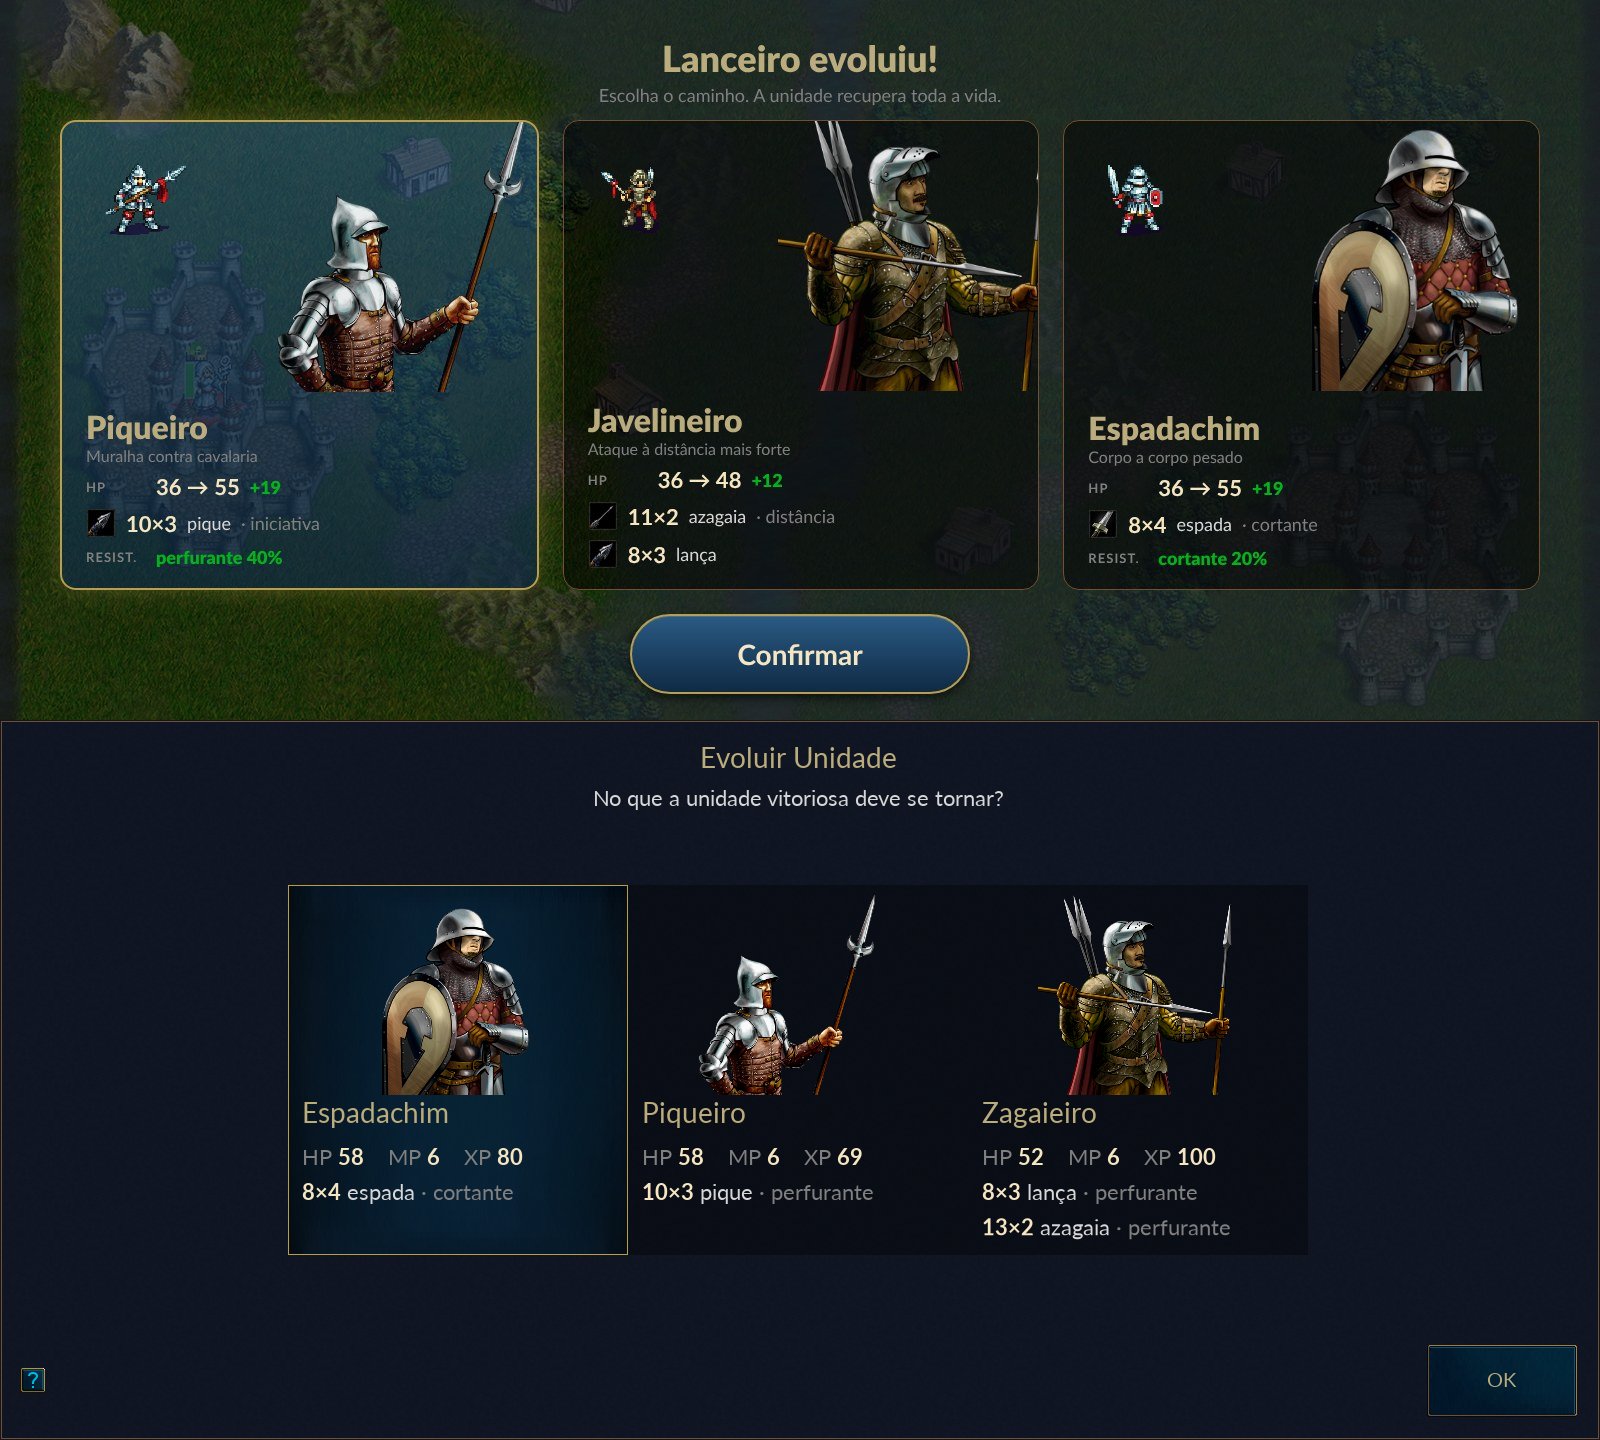 Lanceiro evoluiu!
Escolha o caminho. A unidade recupera toda a vida.
Piqueiro
Muralha contra cavalaria
HP 36 → 55 +19
10×3 pique · iniciativa
RESIST. perfurante 40%
Javelineiro
Ataque à distância mais forte
HP 36 → 48 +12
11×2 azagaia · distância
8×3 lança
Espadachim
Corpo a corpo pesado
HP 36 → 55 +19
8×4 espada · cortante
RESIST. cortante 20%
Confirmar
Evoluir Unidade
No que a unidade vitoriosa deve se tornar?
Espadachim
HP 58 MP 6 XP 80
8×4 espada · cortante
Piqueiro
HP 58 MP 6 XP 69
10×3 pique · perfurante
Zagaieiro
HP 52 MP 6 XP 100
8×3 lança · perfurante
13×2 azagaia · perfurante
?
OK